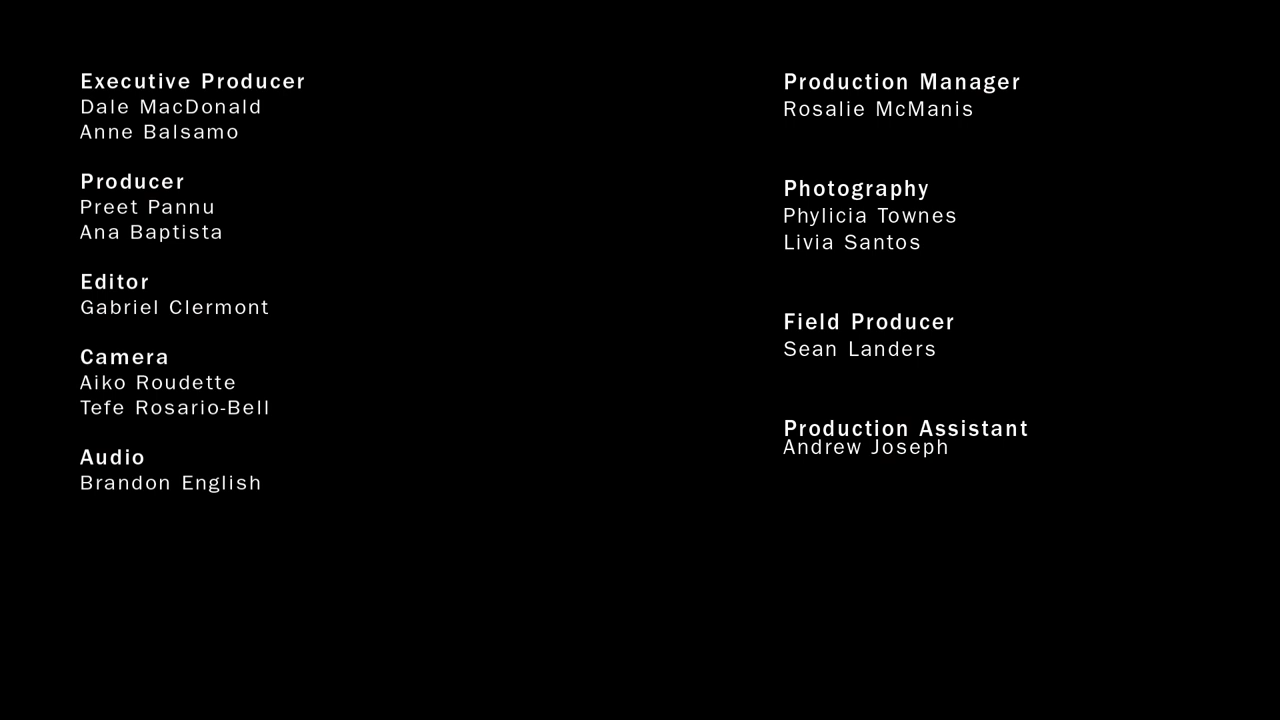 Executive Producer
Dale MacDonald
Anne Balsamo
Producer
Preet Pannu
Ana Baptista
Editor
Gabriel Clermont
Camera
Aiko Roudette
Tefe Rosario-Bell
Audio
Brandon English
Production Manager
Rosalie McManis
Photography
Phylicia Townes
Livia Santos
Field Producer
Sean Landers
Production Assistant
Andrew Joseph